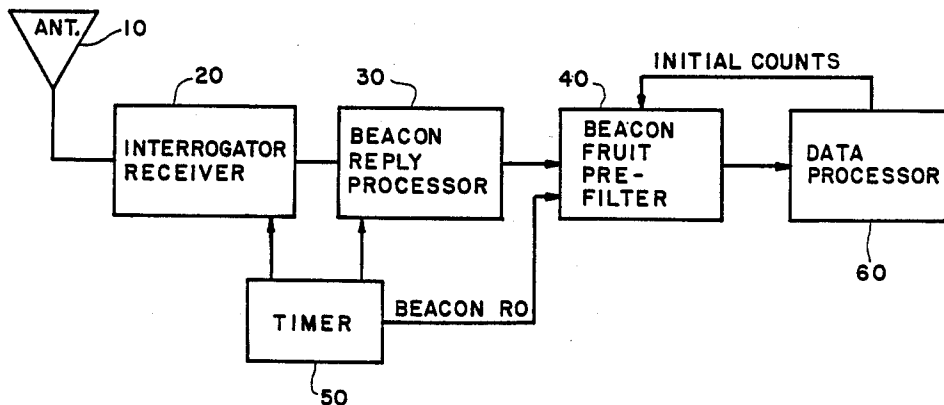 ANT.
10
20
INTERROGATOR
RECEIVER
30
BEACON
REPLY
PROCESSOR
INITIAL COUNTS
40
BEACON
FRUIT
PRE-
FILTER
DATA
PROCESSOR
60
TIMER
50
BEACON RO